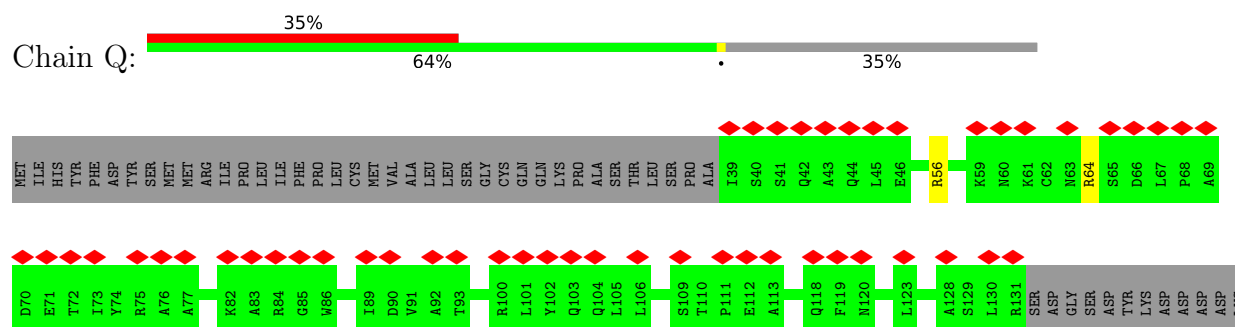 35%
Chain Q:
64% • 35%
MET ILE HIS TYR PHE ASP TYR SER MET MET ARG ILE PRO LEU ILE PHE PRO LEU CYS MET VAL ALA LEU LEU SER GLY CYS GLN GLN LYS PRO ALA SER THR LEU SER PRO ALA I39 S40 S41 Q42 A43 Q44 L45 E46 R56 K59 N60 K61 C62 N63 R64 S65 D66 L67 P68 A69
D70 E71 T72 I73 Y74 R75 A76 A77 K82 A83 R84 G85 W86 I89 D90 V91 A92 T93 R100 L101 Y102 Q103 Q104 L105 L106 S109 T110 P111 E112 A113 Q118 F119 N120 L123 A128 S129 L130 R131 SER ASP GLY SER ASP TYR LYS ASP ASP ASP ASP